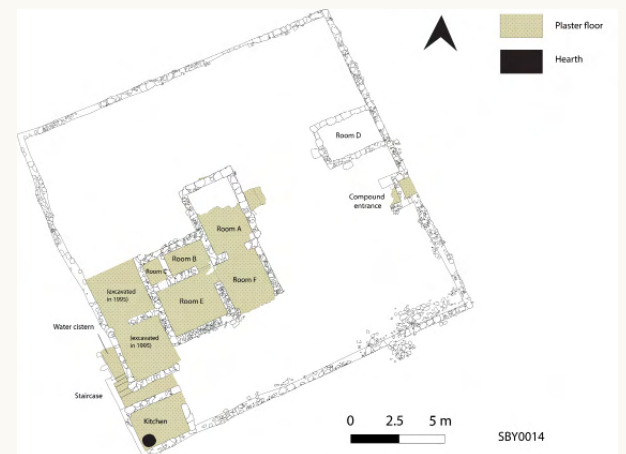 Plaster floor
Hearth
Room D
Compound
entrance
Room A
Room B
Room C
Room F
(excavated
in 1995)
Room E
Water cistern
(excavated
in 1995)
Staircase
Kitchen
0 2.5 5 m
SBY0014